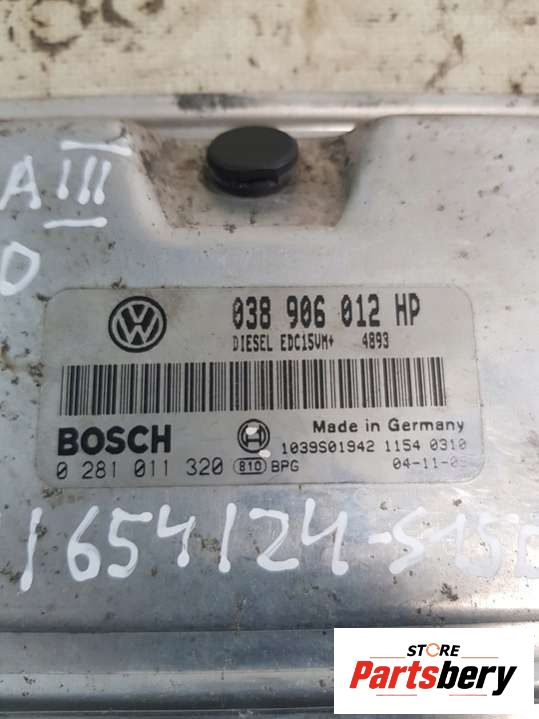 A III
0
038 906 012 HP
DIESEL EDC15VM+ 4893
BOSCH
Made in Germany
1039S01942 1154 0310
0 281 011 320 810 BPG
04-11-0
1654124-S15
STORE
Partsbery